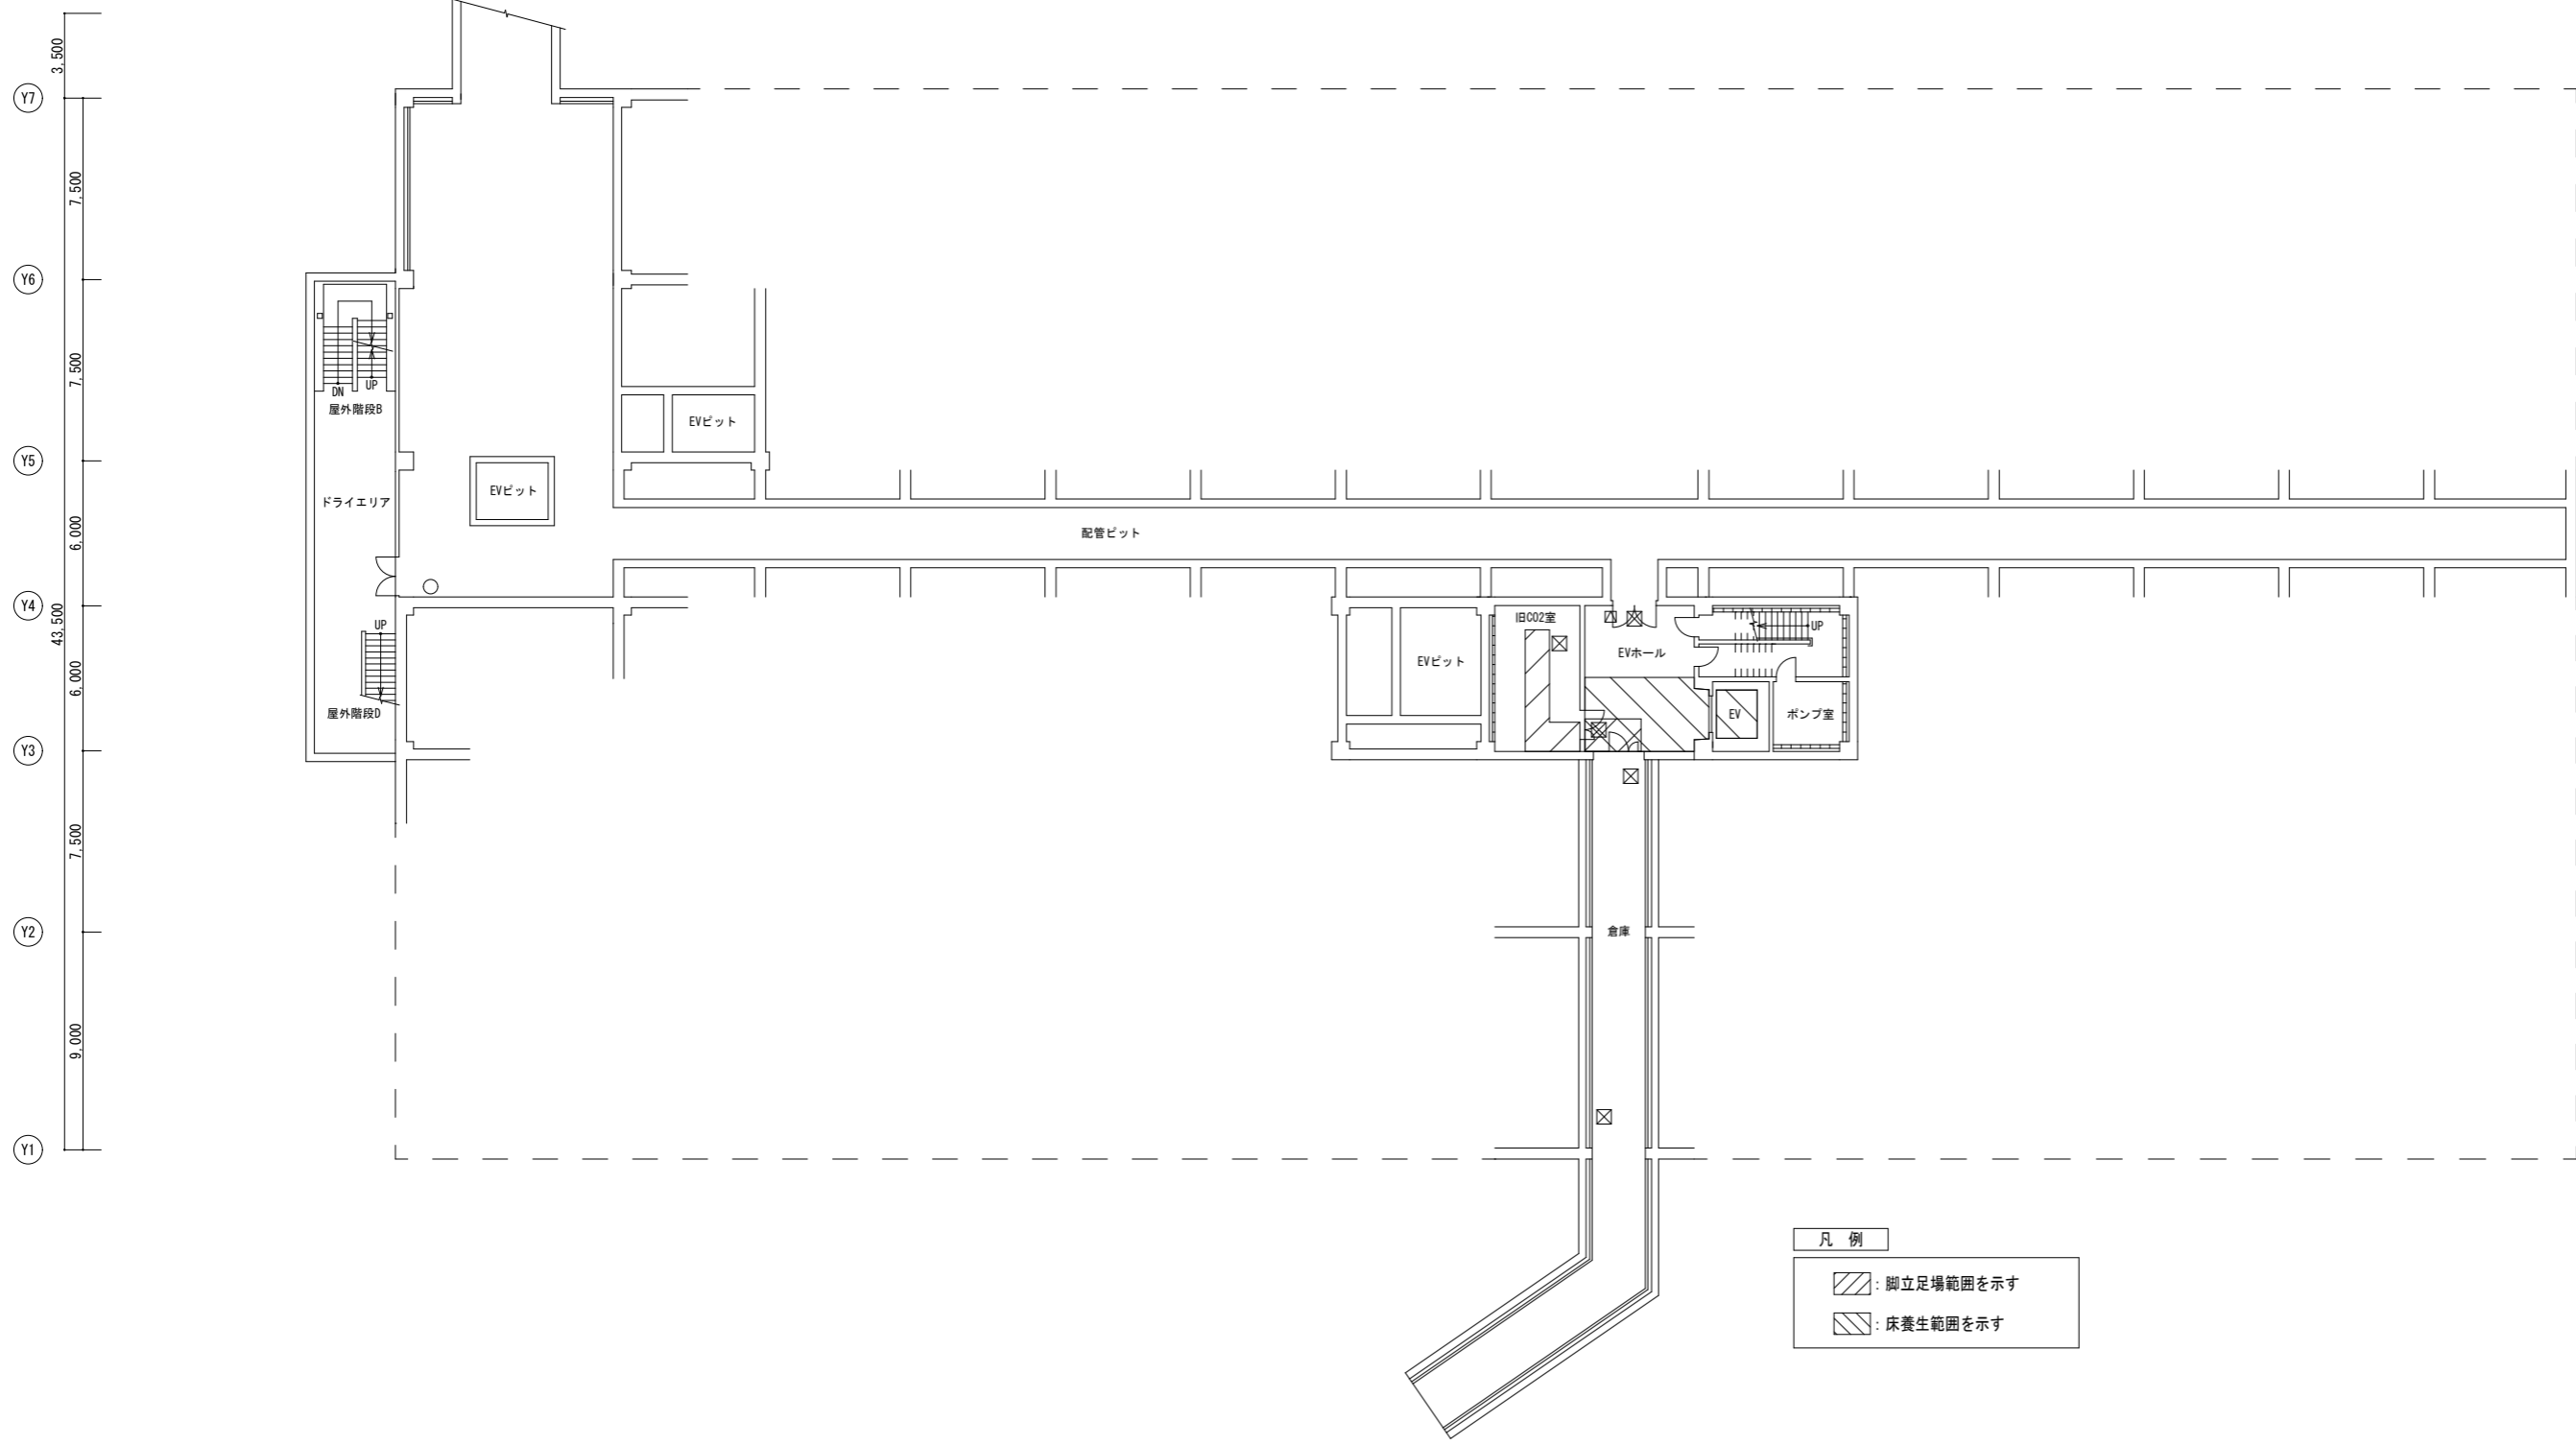 3,500
Y7
7,500
Y6
7,500
DN
UP
屋外階段B
EVピット
Y5
EVピット
ドライエリア
6,000
配管ピット
Y4
43,500
UP
旧CO2室
UP
EVホール
EVピット
6,000
屋外階段D
EV
ポンプ室
Y3
7,500
Y2
倉庫
9,000
Y1
凡 例
：脚立足場範囲を示す
：床養生範囲を示す